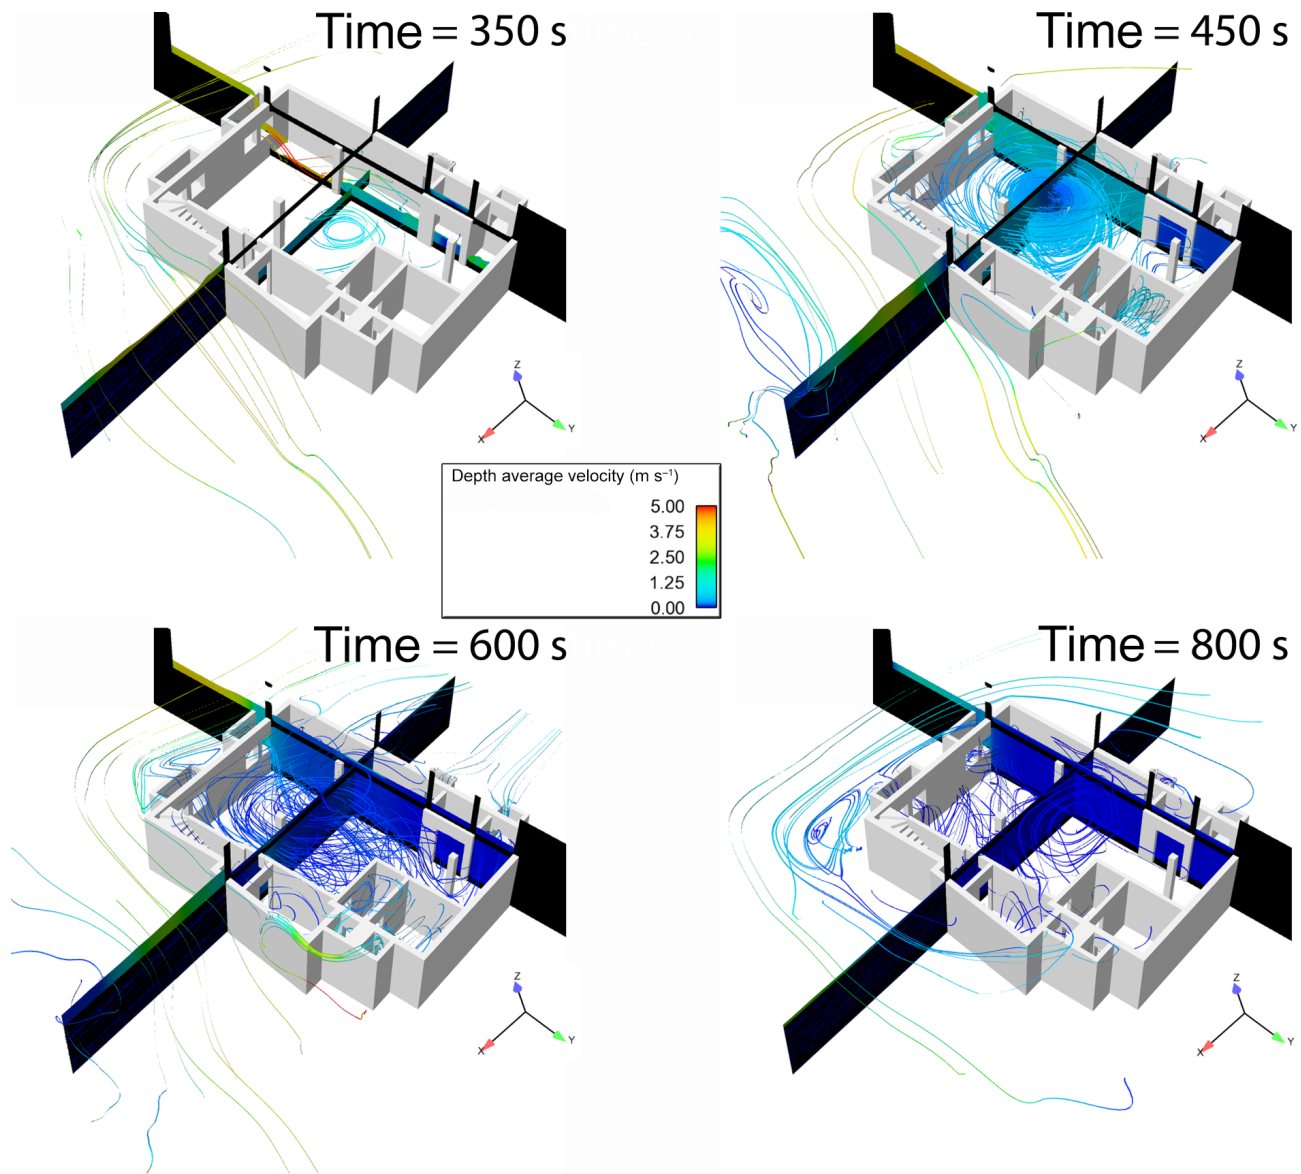 Time = 350 s
Time = 450 s
Z
X
Y
Z
X
Y
Depth average velocity (m s⁻¹)
5.00
3.75
2.50
1.25
0.00
Time = 600 s
Time = 800 s
Z
X
Y
Z
X
Y